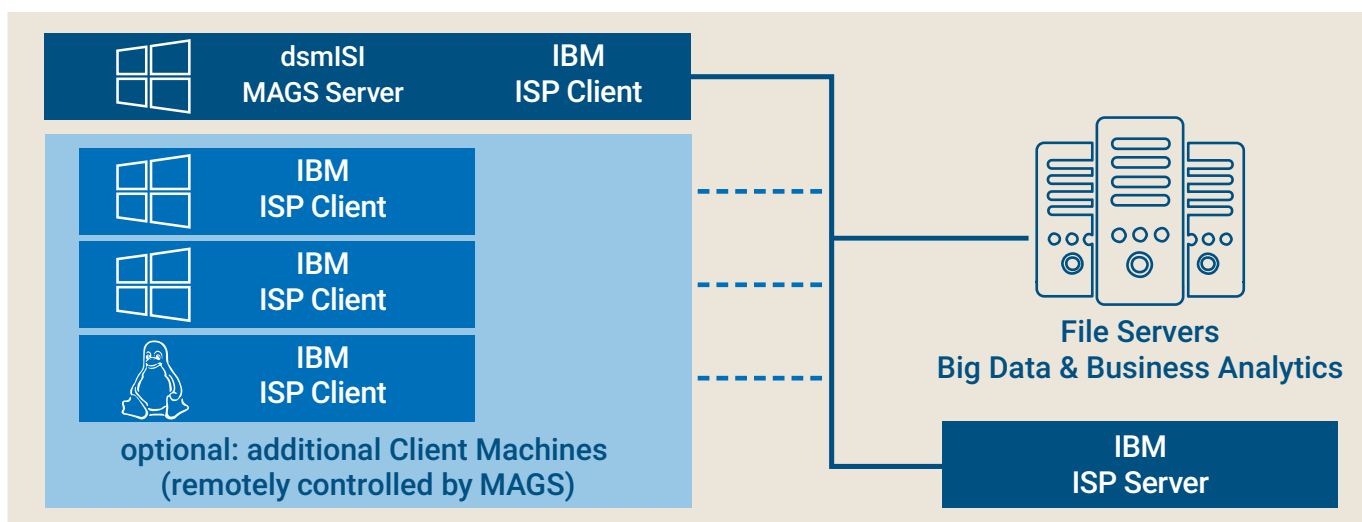 dsmISI
MAGS Server
IBM
ISP Client
IBM
ISP Client
IBM
ISP Client
IBM
ISP Client
optional: additional Client Machines
(remotely controlled by MAGS)
File Servers
Big Data & Business Analytics
IBM
ISP Server